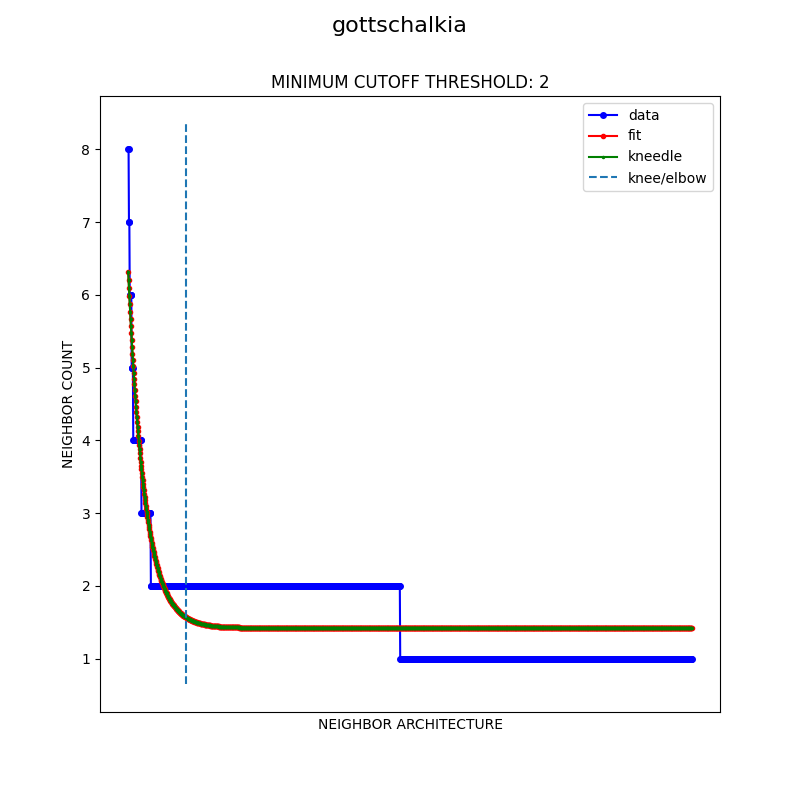 gottschalkia
MINIMUM CUTOFF THRESHOLD: 2
data
fit
kneedle
knee/elbow
8
7
6
5
4
3
2
1
NEIGHBOR COUNT
NEIGHBOR ARCHITECTURE